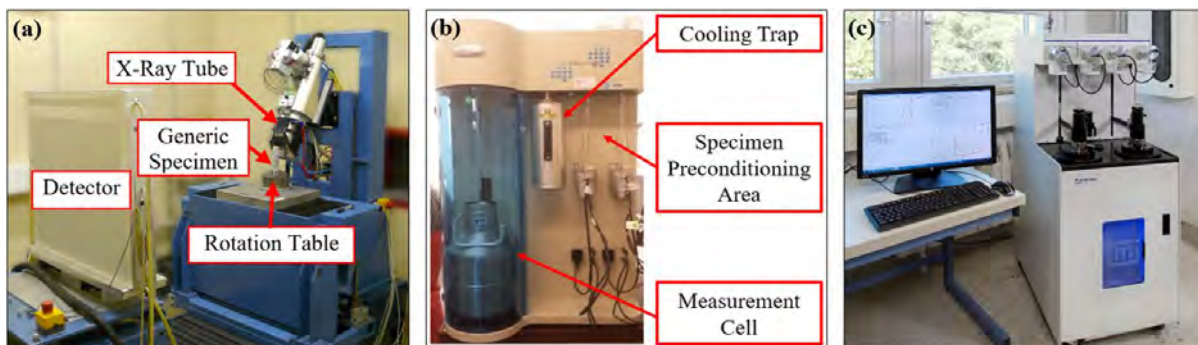 (a)
X-Ray Tube
Generic
Specimen
Detector
Rotation Table
(b)
Cooling Trap
Specimen
Preconditioning
Area
Measurement
Cell
(c)